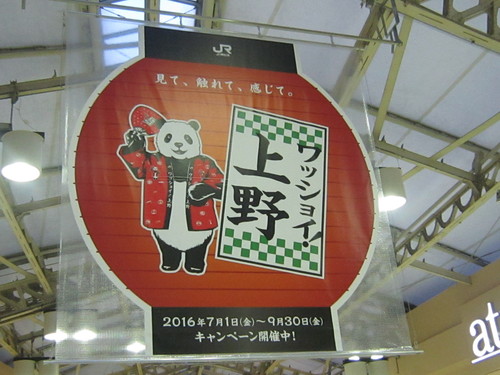 JR
見て、触れて、感じて。
ワッショイ!
上野
2016年7月1日(金)〜9月30日(金)
キャンペーン開催中!
at